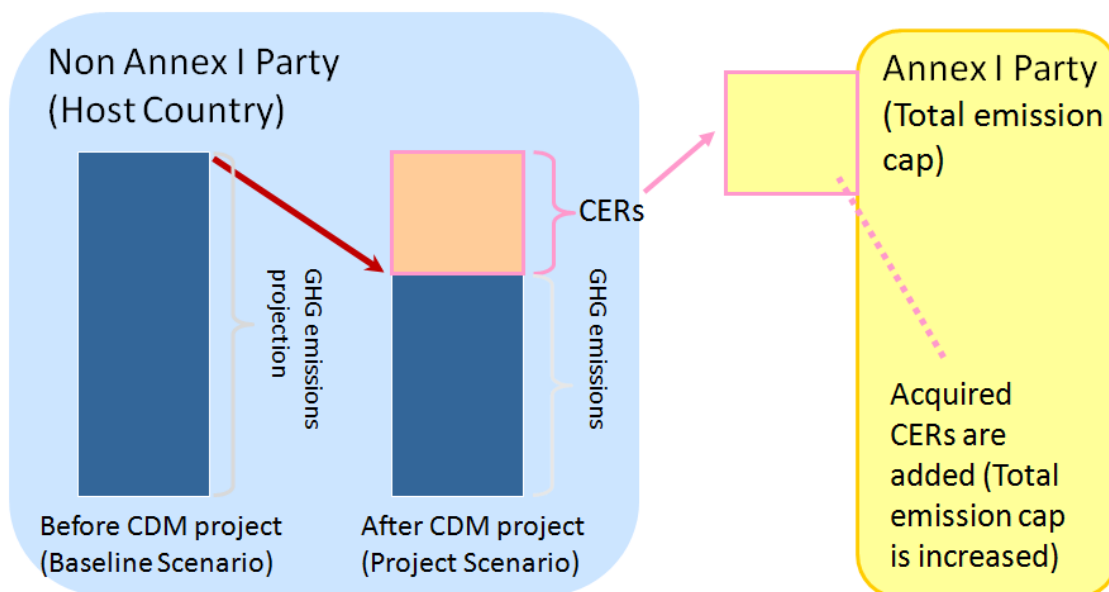 Non Annex I Party
(Host Country)
GHG emissions
projection
Before CDM project
(Baseline Scenario)
CERs
GHG emissions
After CDM project
(Project Scenario)
Annex I Party
(Total emission
cap)
Acquired
CERs are
added (Total
emission cap
is increased)